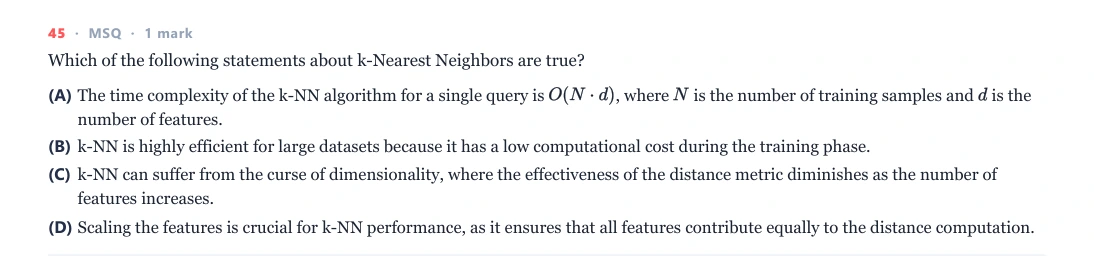 45 · MSQ · 1 mark
Which of the following statements about k-Nearest Neighbors are true?
(A) The time complexity of the k-NN algorithm for a single query is O(N · d), where N is the number of training samples and d is the
number of features.
(B) k-NN is highly efficient for large datasets because it has a low computational cost during the training phase.
(C) k-NN can suffer from the curse of dimensionality, where the effectiveness of the distance metric diminishes as the number of
features increases.
(D) Scaling the features is crucial for k-NN performance, as it ensures that all features contribute equally to the distance computation.